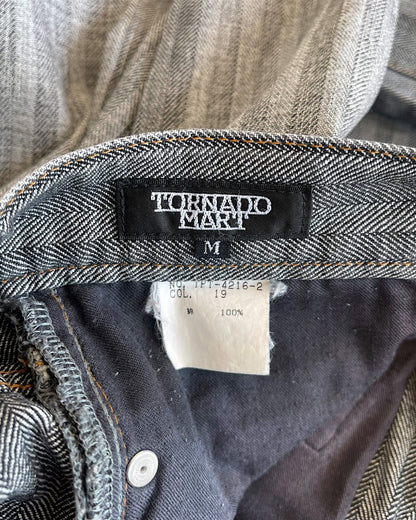 TORNADO
MART
M
NO. TPT-4216-2
COL. 19
綿 100%